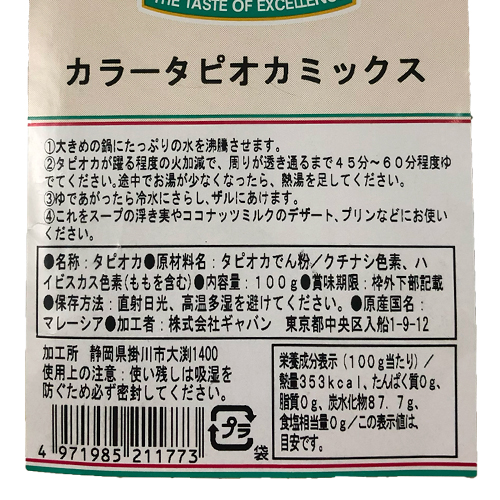 THE TASTE OF EXCELLENCE
カラータピオカミックス
①大きめの鍋にたっぷりの水を沸騰させます。
②タピオカが躍る程度の火加減で、周りが透き通るまで45分～60分程度ゆ
でてください。途中でお湯が少なくなったら、熱湯を足してください。
③ゆであがったら冷水にさらし、ザルにあけます。
④これをスープの浮き実やココナッツミルクのデザート、プリンなどにお使い
ください。
●名称：タピオカ●原材料名：タピオカでん粉／クチナシ色素、ハ
イビスカス色素(ももを含む)●内容量：100g●賞味期限：枠外下部記載
●保存方法：直射日光、高温多湿を避けてください。●原産国名：
マレーシア●加工者：株式会社ギャバン 東京都中央区入船1-9-12
加工所 静岡県掛川市大渕1400
使用上の注意：使い残しは吸湿を
防ぐため必ず密封してください。
栄養成分表示（100g当たり）／
熱量353kcal、たんぱく質0g、
脂質0g、炭水化物87.7g、
食塩相当量0g／この表示値は、
目安です。
プラ
袋
4 971985 211773